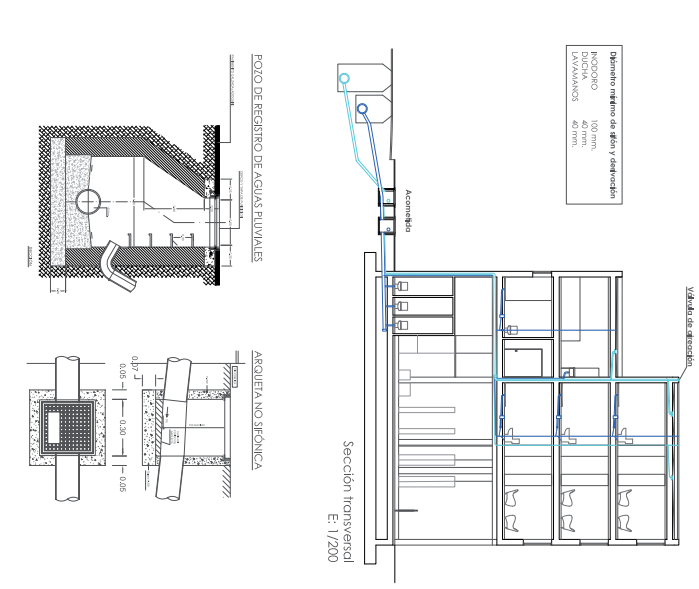 POZO DE REGISTRO DE AGUAS PLUVIALES
ARQUETA NO SIFÓNICA
0.07
0.05
0.30
0.05
Diámetro mínimo de sifón y derivación
INODORO 100 mm.
DUCHA 40 mm.
LAVAMANOS 40 mm.
Acometida
Válvula de aireación
Sección transversal
E: 1/200